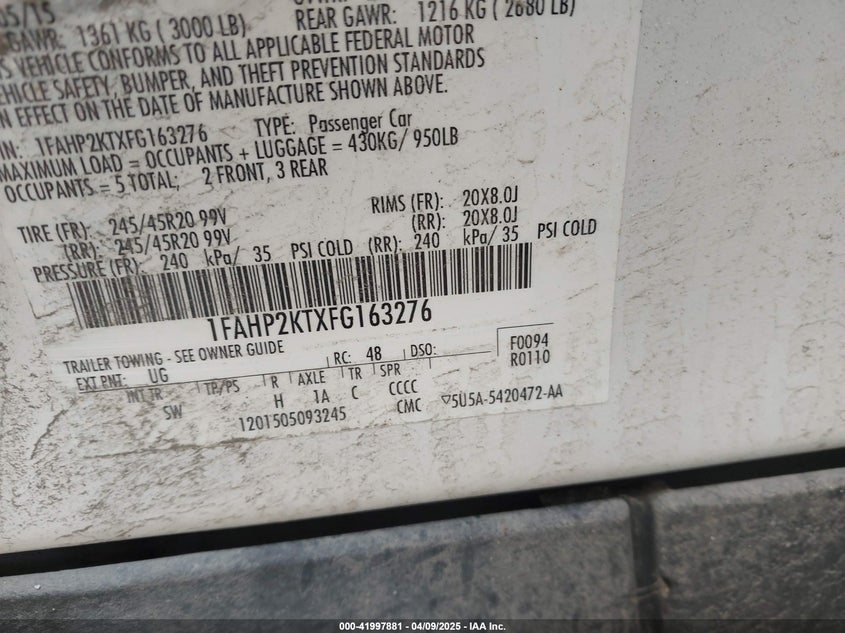 05/15
REAR GAWR: 1216 KG ( 2680 LB)
GAWR: 1361 KG ( 3000 LB)
VEHICLE CONFORMS TO ALL APPLICABLE FEDERAL MOTOR
VEHICLE SAFETY, BUMPER, AND THEFT PREVENTION STANDARDS
IN EFFECT ON THE DATE OF MANUFACTURE SHOWN ABOVE.
IN: 1FAHP2KTXFG163276 TYPE: Passenger Car
MAXIMUM LOAD = OCCUPANTS + LUGGAGE = 430KG/ 950LB
OCCUPANTS = 5 TOTAL; 2 FRONT, 3 REAR
TIRE (FR): 245/45R20 99V RIMS (FR): 20X8.0J
(RR): 245/45R20 99V (RR): 20X8.0J
PRESSURE (FR): 240 kPa/ 35 PSI COLD (RR): 240 kPa/ 35 PSI COLD
1FAHP2KTXFG163276
TRAILER TOWING - SEE OWNER GUIDE
EXT PNT: UG RC: 48 DSO: F0094
R0110
INT TR TP/PS R AXLE TR SPR
SW H 1A C CCCC
1201505093245 CMC ▽5U5A-5420472-AA
000-41997881 / 04/09/2025 - IAA Inc.